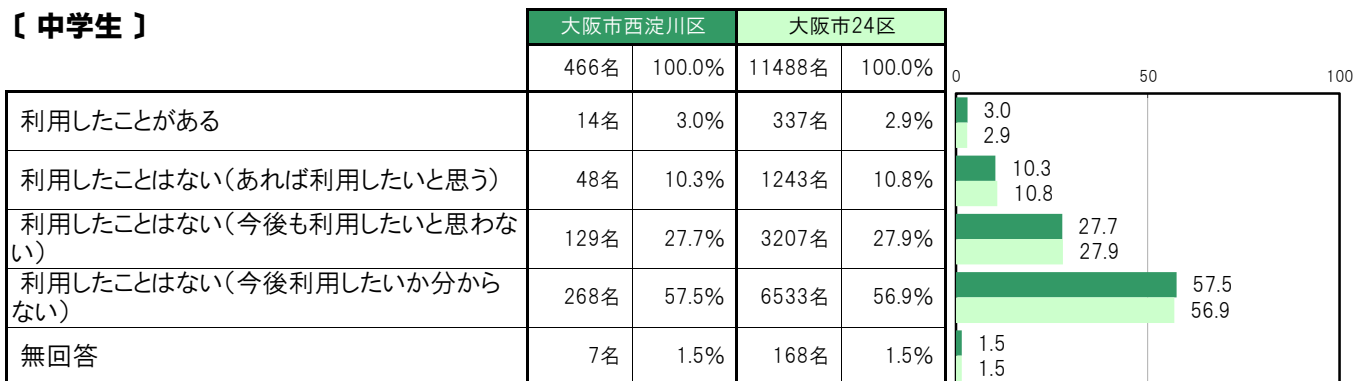 〔 中学生 〕
大阪市西淀川区 大阪市24区
466名 100.0% 11488名 100.0%
0 50 100
利用したことがある 14名 3.0% 337名 2.9%
3.0
2.9
利用したことはない（あれば利用したいと思う） 48名 10.3% 1243名 10.8%
10.3
10.8
利用したことはない（今後も利用したいと思わな
い） 129名 27.7% 3207名 27.9%
27.7
27.9
利用したことはない（今後利用したいか分から
ない） 268名 57.5% 6533名 56.9%
57.5
56.9
無回答 7名 1.5% 168名 1.5%
1.5
1.5